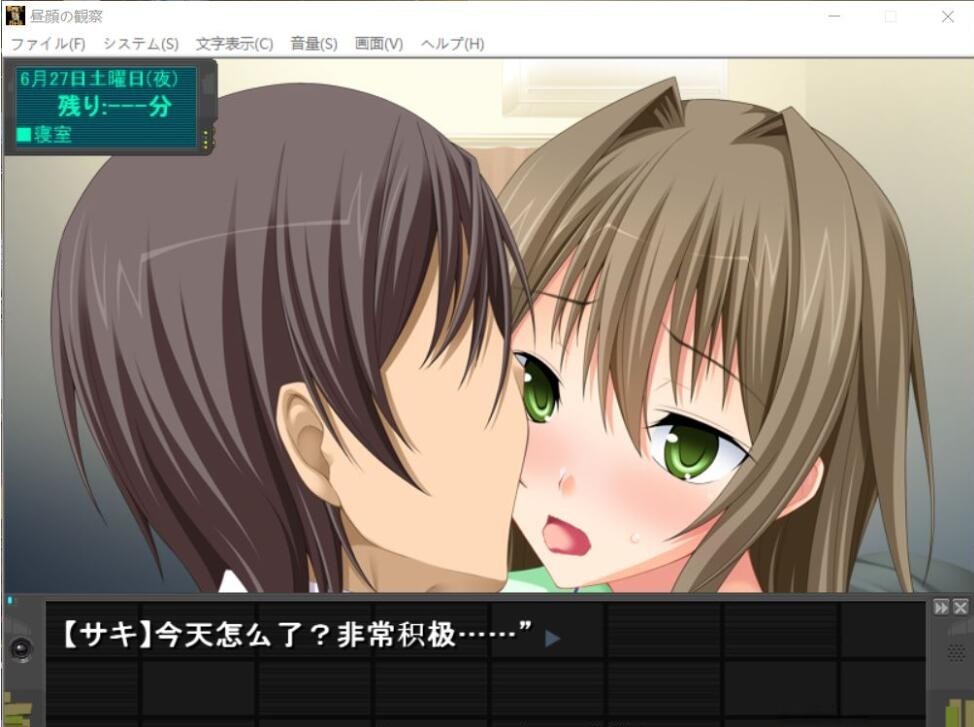 昼顔の観察
ファイル(F) システム(S) 文字表示(C) 音量(S) 画面(V) ヘルプ(H)
6月27日土曜日(夜)
残り:---分
■寝室
【サキ】今天怎么了？非常积极……”